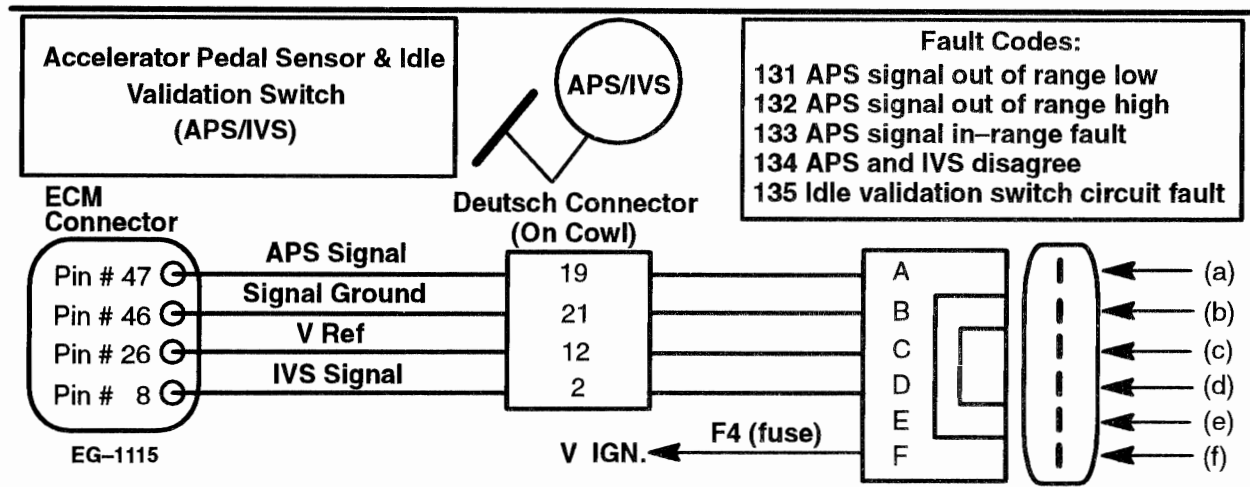 Accelerator Pedal Sensor & Idle
Validation Switch
(APS/IVS)
APS/IVS
Fault Codes:
131 APS signal out of range low
132 APS signal out of range high
133 APS signal in–range fault
134 APS and IVS disagree
135 Idle validation switch circuit fault
ECM
Connector
Deutsch Connector
(On Cowl)
Pin # 47
APS Signal
19
A
(a)
Pin # 46
Signal Ground
21
B
(b)
Pin # 26
V Ref
12
C
(c)
Pin # 8
IVS Signal
2
D
(d)
E
(e)
V IGN.
F4 (fuse)
F
(f)
EG–1115